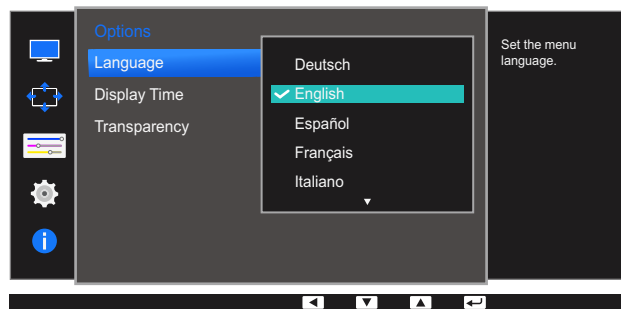 Options
Language
Display Time
Transparency
Deutsch
English
Español
Français
Italiano
Set the menu
language.